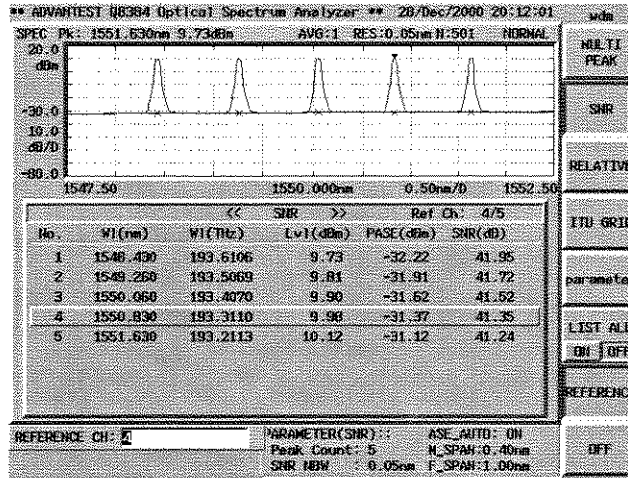 ** ADVANTEST Q8384 Optical Spectrum Analyzer ** 28/Dec/2000 20:12:01
wdm
SPEC Pk: 1551.630nm 9.73dBm AVG:1 RES:0.05nm N:501 NORMAL
20.0
dBm
-30.0
10.0
dB/D
-80.0
1547.50 1550.000nm 0.50nm/D 1552.50
MULTI
PEAK
SNR
RELATIVE
ITU GRID
paramete
LIST ALL
ON OFF
REFERENC
OFF
<< SNR >> Ref Ch: 4/5
No. Wl(nm) Wl(THz) Lvl(dBm) PASE(dBm) SNR(dB)
1 1548.430 193.6106 9.73 -32.22 41.95
2 1549.260 193.5069 9.81 -31.91 41.72
3 1550.060 193.4070 9.90 -31.62 41.52
4 1550.830 193.3110 9.98 -31.37 41.35
5 1551.630 193.2113 10.12 -31.12 41.24
REFERENCE CH: 4
PARAMETER(SNR): ASE_AUTO: ON
Peak Count: 5 M_SPAN:0.40nm
SNR NBW : 0.05nm F_SPAN:1.00nm